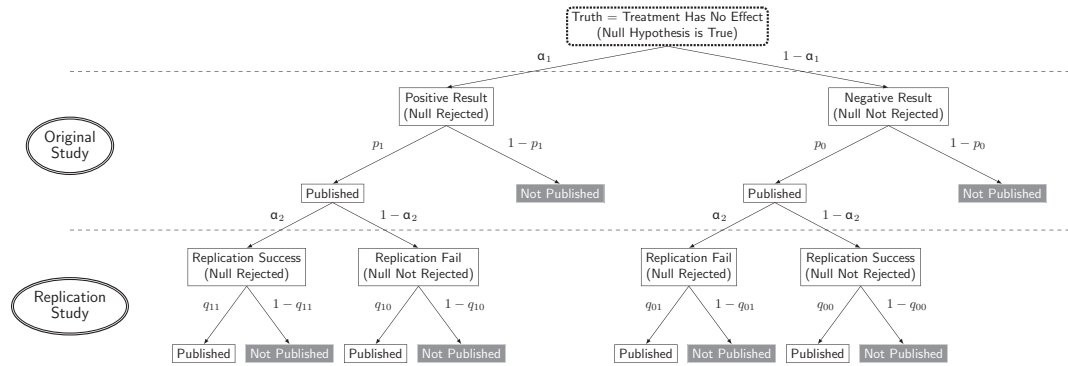 Truth = Treatment Has No Effect
(Null Hypothesis is True)
α₁
1 − α₁
Positive Result
(Null Rejected)
Negative Result
(Null Not Rejected)
Original
Study
p₁
1 − p₁
p₀
1 − p₀
Published
Not Published
Published
Not Published
α₂
1 − α₂
α₂
1 − α₂
Replication Success
(Null Rejected)
Replication Fail
(Null Not Rejected)
Replication Fail
(Null Rejected)
Replication Success
(Null Not Rejected)
Replication
Study
q₁₁
1 − q₁₁
q₁₀
1 − q₁₀
q₀₁
1 − q₀₁
q₀₀
1 − q₀₀
Published
Not Published
Published
Not Published
Published
Not Published
Published
Not Published